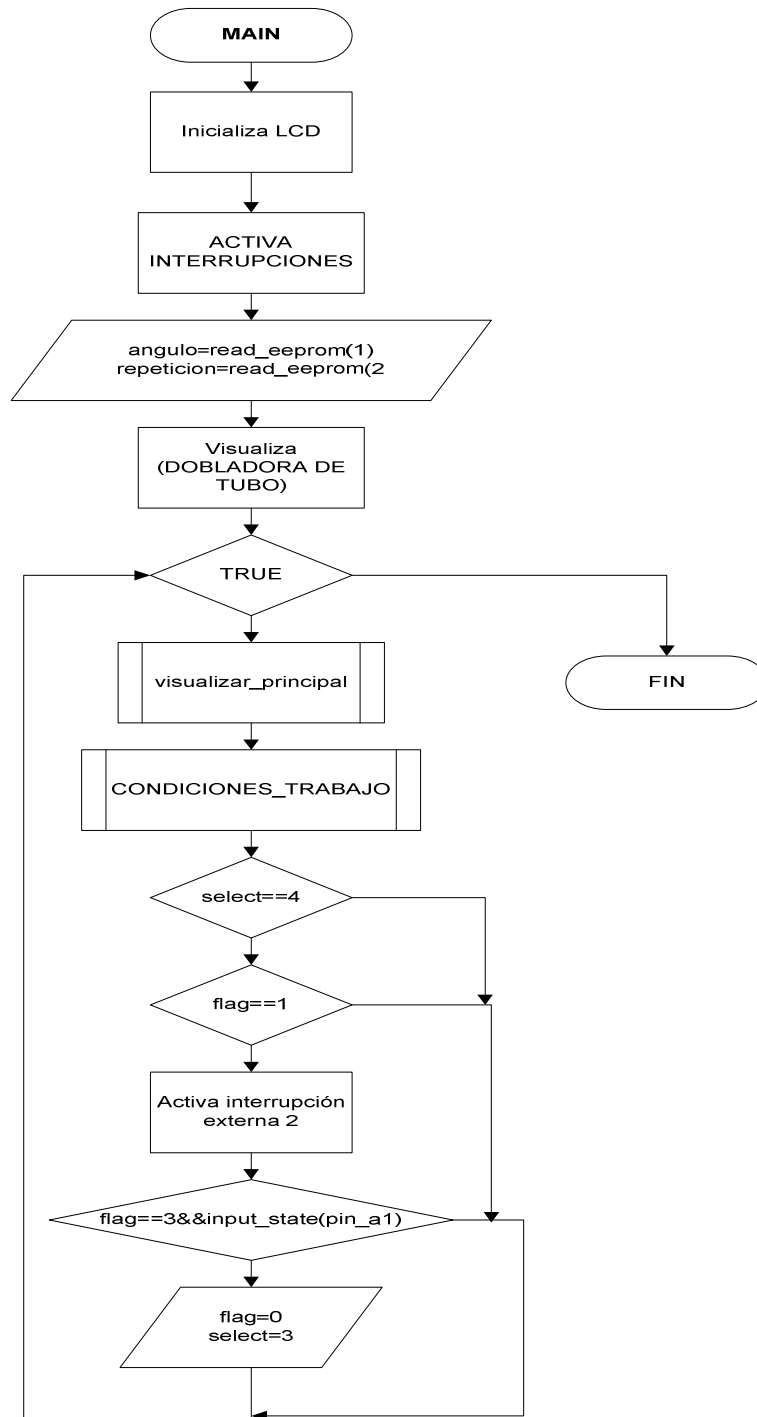 MAIN
Inicializa LCD
ACTIVA
INTERRUPCIONES
angulo=read_eeprom(1)
repeticion=read_eeprom(2
Visualiza
(DOBLADORA DE
TUBO)
TRUE
visualizar_principal
FIN
CONDICIONES_TRABAJO
select==4
flag==1
Activa interrupción
externa 2
flag==3&&input_state(pin_a1)
flag=0
select=3